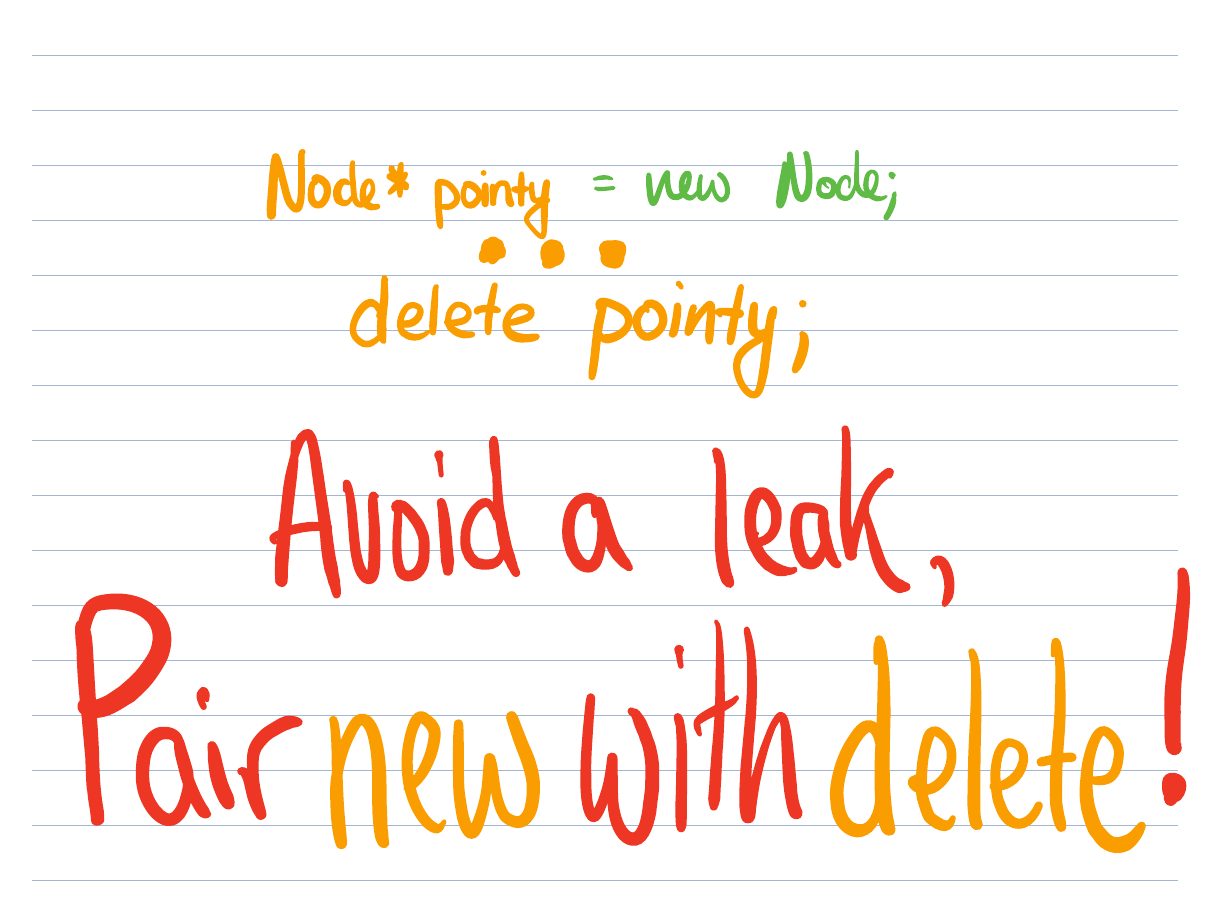 Node* pointy = new Node;
...
delete pointy;
Avoid a leak,
Pair new with delete!